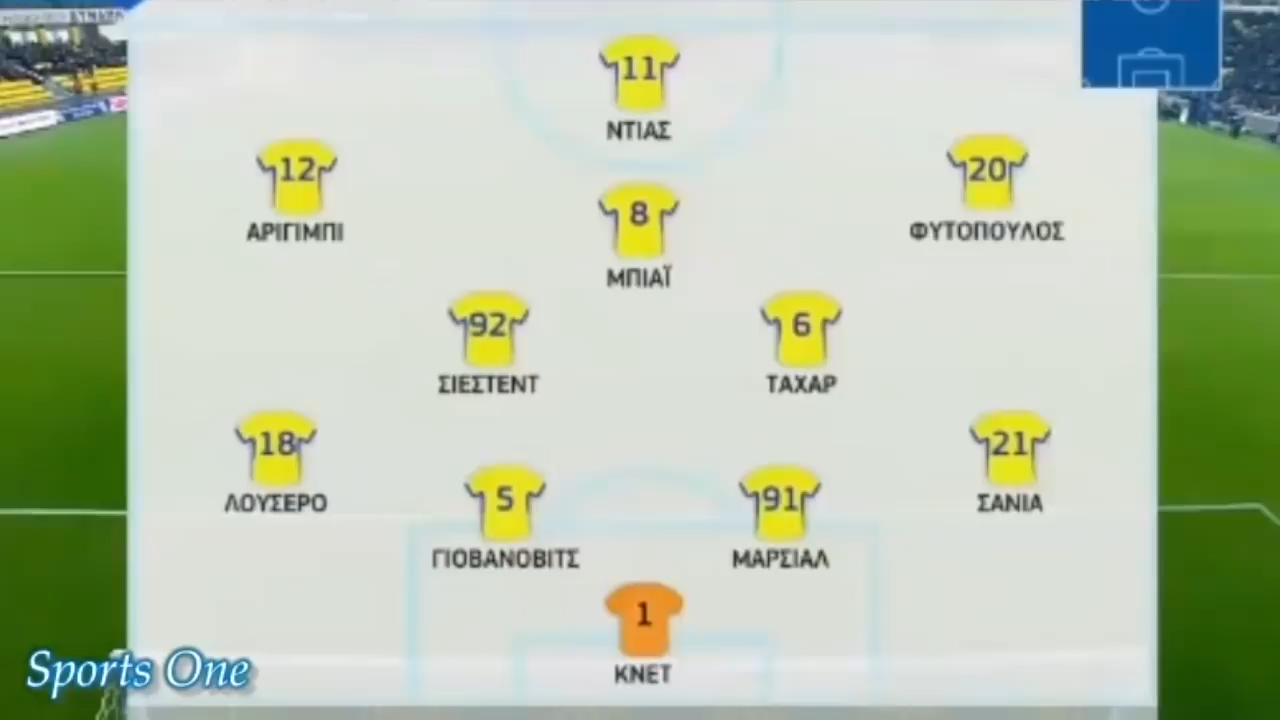 11
ΝΤΙΑΣ
12
ΑΡΙΓΙΜΠΙ
20
ΦΥΤΟΠΟΥΛΟΣ
8
ΜΠΙΑΪ
92
ΣΙΕΣΤΕΝΤ
6
ΤΑΧΑΡ
18
ΛΟΥΣΕΡΟ
21
ΣΑΝΙΑ
5
ΓΙΟΒΑΝΟΒΙΤΣ
91
ΜΑΡΣΙΑΛ
1
ΚΝΕΤ
Sports One